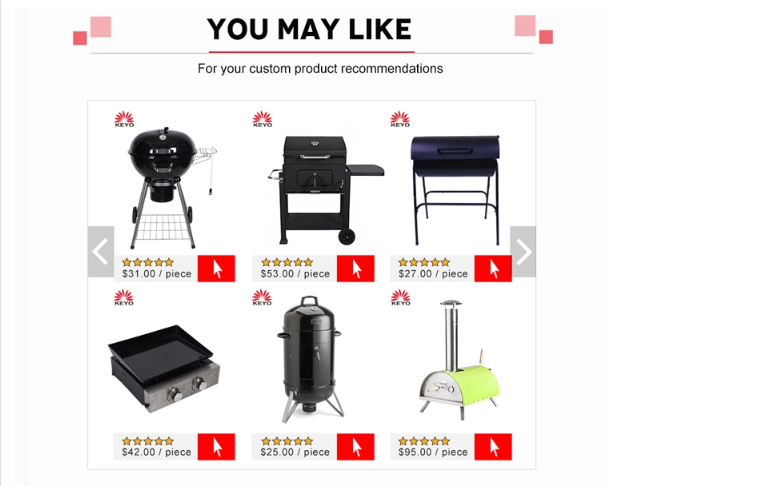 YOU MAY LIKE
For your custom product recommendations
KEYO KEYO KEYO
$31.00 / piece $53.00 / piece $27.00 / piece
KEYO KEYO KEYO
$42.00 / piece $25.00 / piece $95.00 / piece